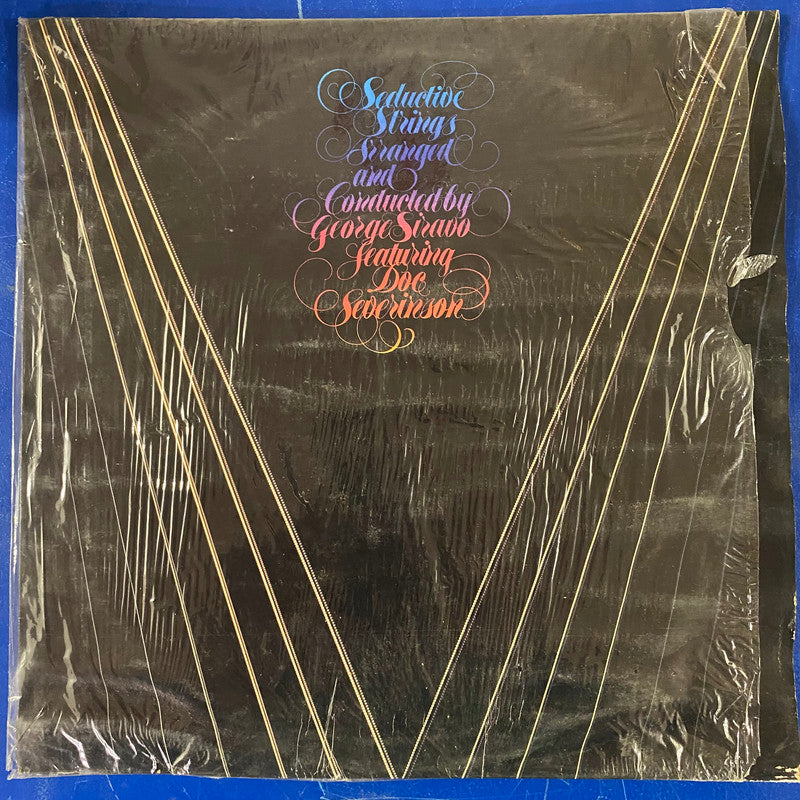 Seductive
Strings
Arranged
and
Conducted by
George Siravo
featuring
Doc
Severinson